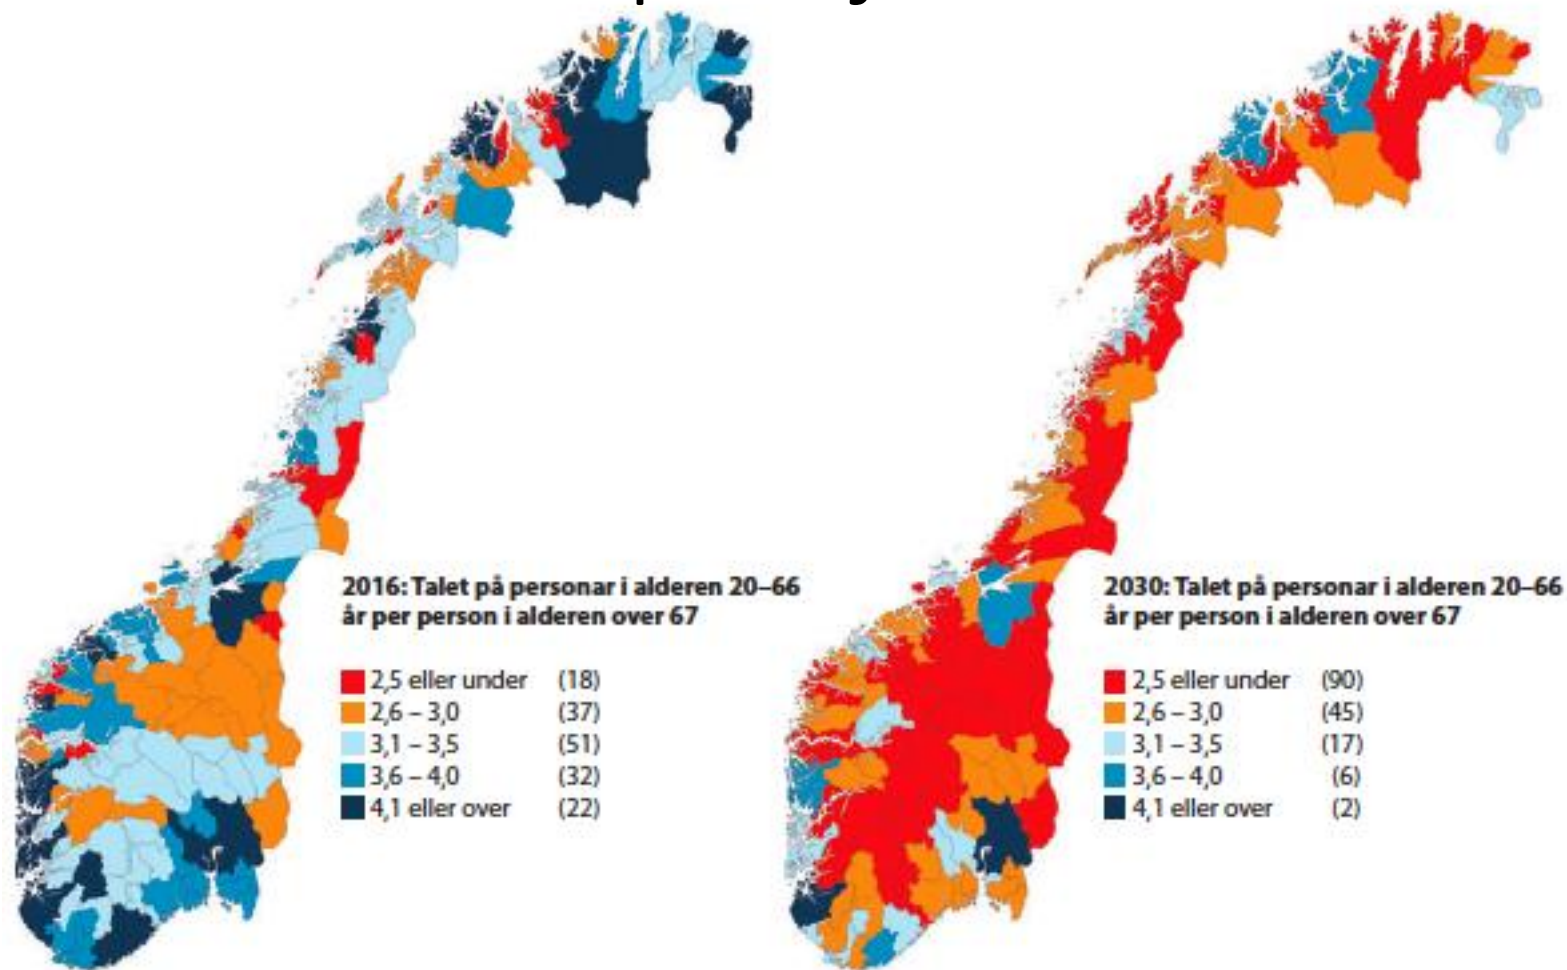 2016: Talet på personar i alderen 20–66
år per person i alderen over 67
2,5 eller under (18)
2,6 – 3,0 (37)
3,1 – 3,5 (51)
3,6 – 4,0 (32)
4,1 eller over (22)
2030: Talet på personar i alderen 20–66
år per person i alderen over 67
2,5 eller under (90)
2,6 – 3,0 (45)
3,1 – 3,5 (17)
3,6 – 4,0 (6)
4,1 eller over (2)